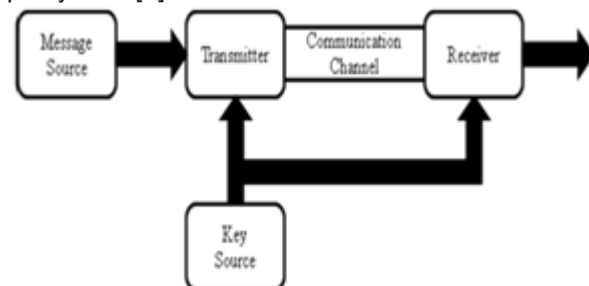 Message
Source
Transmitter
Communication
Channel
Receiver
Key
Source